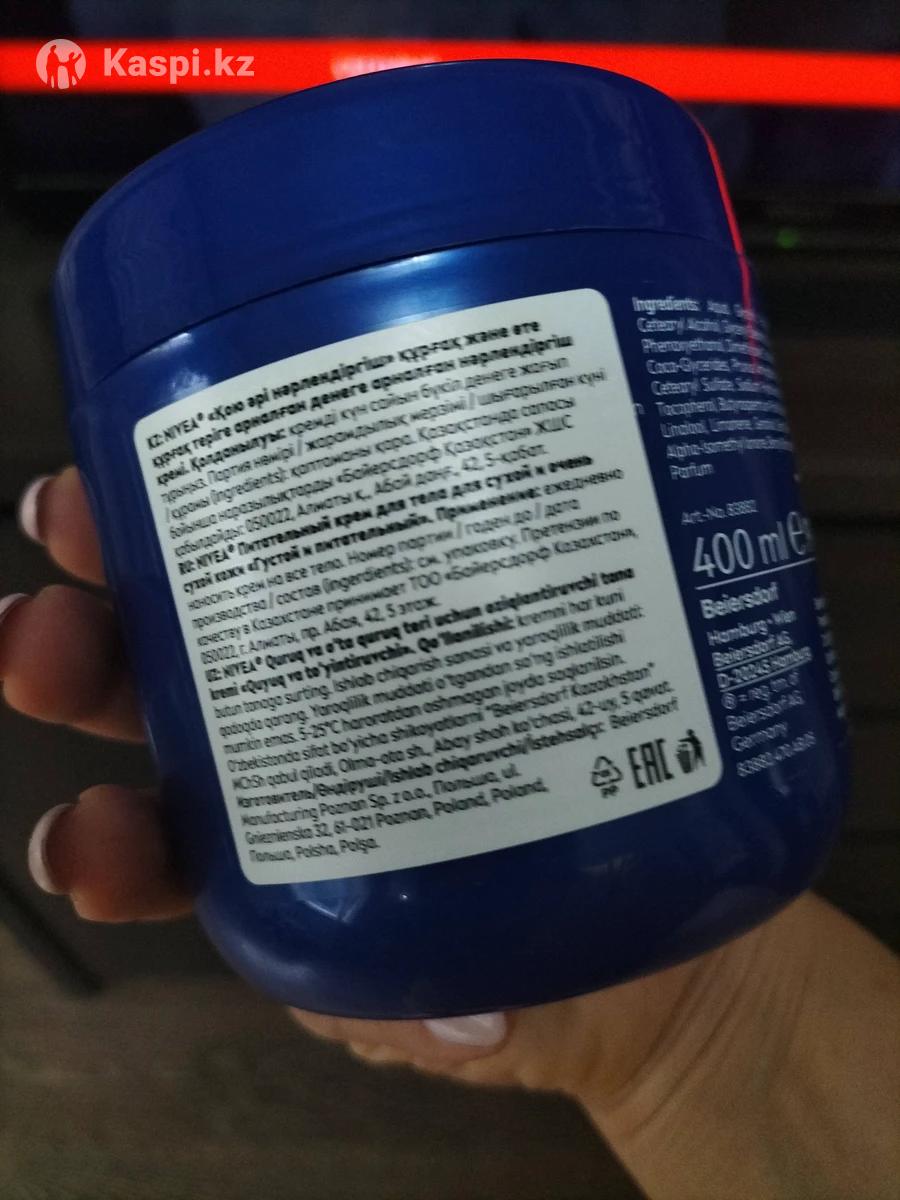 Kaspi.kz
KZ: NIVEA® «Қою әрі нәрлендіргіш» құрғақ және өте
құрғақ теріге арналған денеге арналған нәрлендіргіш
крем. Қолданылуы: кремді күн сайын бүкіл денеге жағып
тұрыңыз. Партия нөмірі / жарамдылық мерзімі / шығарылған күні
/ құрамы (ingredients): қаптаманы қара. Қазақстанда сапасы
бойынша наразылықтарды «Бейерсдорф Қазақстан» ЖШС
қабылдайды: 050022, Алматы қ., Абай даңғ., 42, 5-қабат.
RU: NIVEA® Питательный крем для тела для сухой и очень
сухой кожи «Густой и питательный». Применение: ежедневно
наносить крем на все тело. Номер партии / годен до / дата
производства / состав (ingerdients): см. упаковку. Претензии по
качеству в Казахстане принимает ТОО «Бейерсдорф Казахстан»,
050022, г. Алматы, пр. Абая, 42, 5 этаж.
UZ: NIVEA® Quruq va o'ta quruq teri uchun oziqlantiruvchi tana
kremi «Quyuq va to'yintiruvchi». Qo'llanilishi: kremni har kuni
butun tanaga surting. Ishlab chiqarish sanasi va yaroqlilik muddati:
qadoqda qarang. Yaroqlilik muddati o'tgandan so'ng ishlatilishi
mumkin emas. 5-25°C haroratdan oshmagan joyda saqlanilsin.
O'zbekistonda sifat bo'yicha shikoyatlarni "Beiersdorf Kazakhstan"
MChSh qabul qiladi, Olma-ota sh., Abay shoh ko'chasi, 42-uy, 5 qavat.
Изготовитель/Өндіруші/Ishlab chiqaruvchi/Istehsalçı: Beiersdorf
Manufacturing Poznan Sp. z o.o., Польша, ul.
Gnieznienska 32, 61-021 Poznan, Poland, Poland,
Польша, Polsha, Polşa.
PP
EAC
Ingredients: Aqua,
Cetearyl Alcohol,
Phenoxyethanol,
Coca-Glycerides,
Cetearyl Sulfate,
Tocopherol,
Linalool, Limonene,
Alpha-Isomethyl Ionone,
Parfum
Art.-No. 83882
400 ml e
Beiersdorf
Hamburg • Wien
Beiersdorf AG,
D-20245 Hamburg
® = reg. tm. of
Beiersdorf AG,
Germany